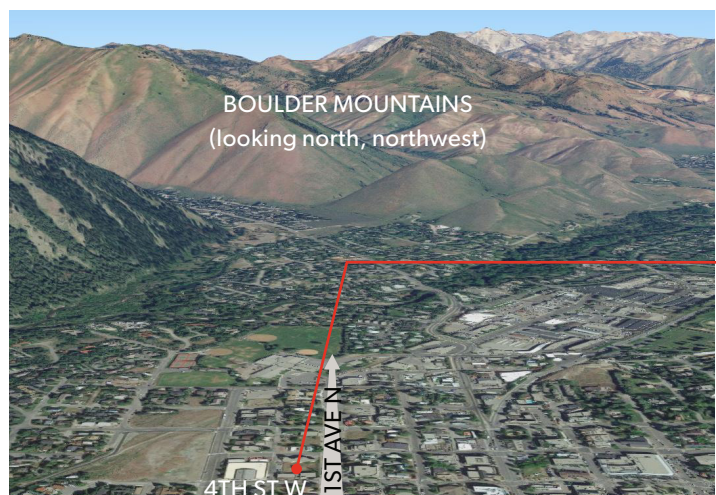 BOULDER MOUNTAINS
(looking north, northwest)
1ST AVE N
4TH ST W